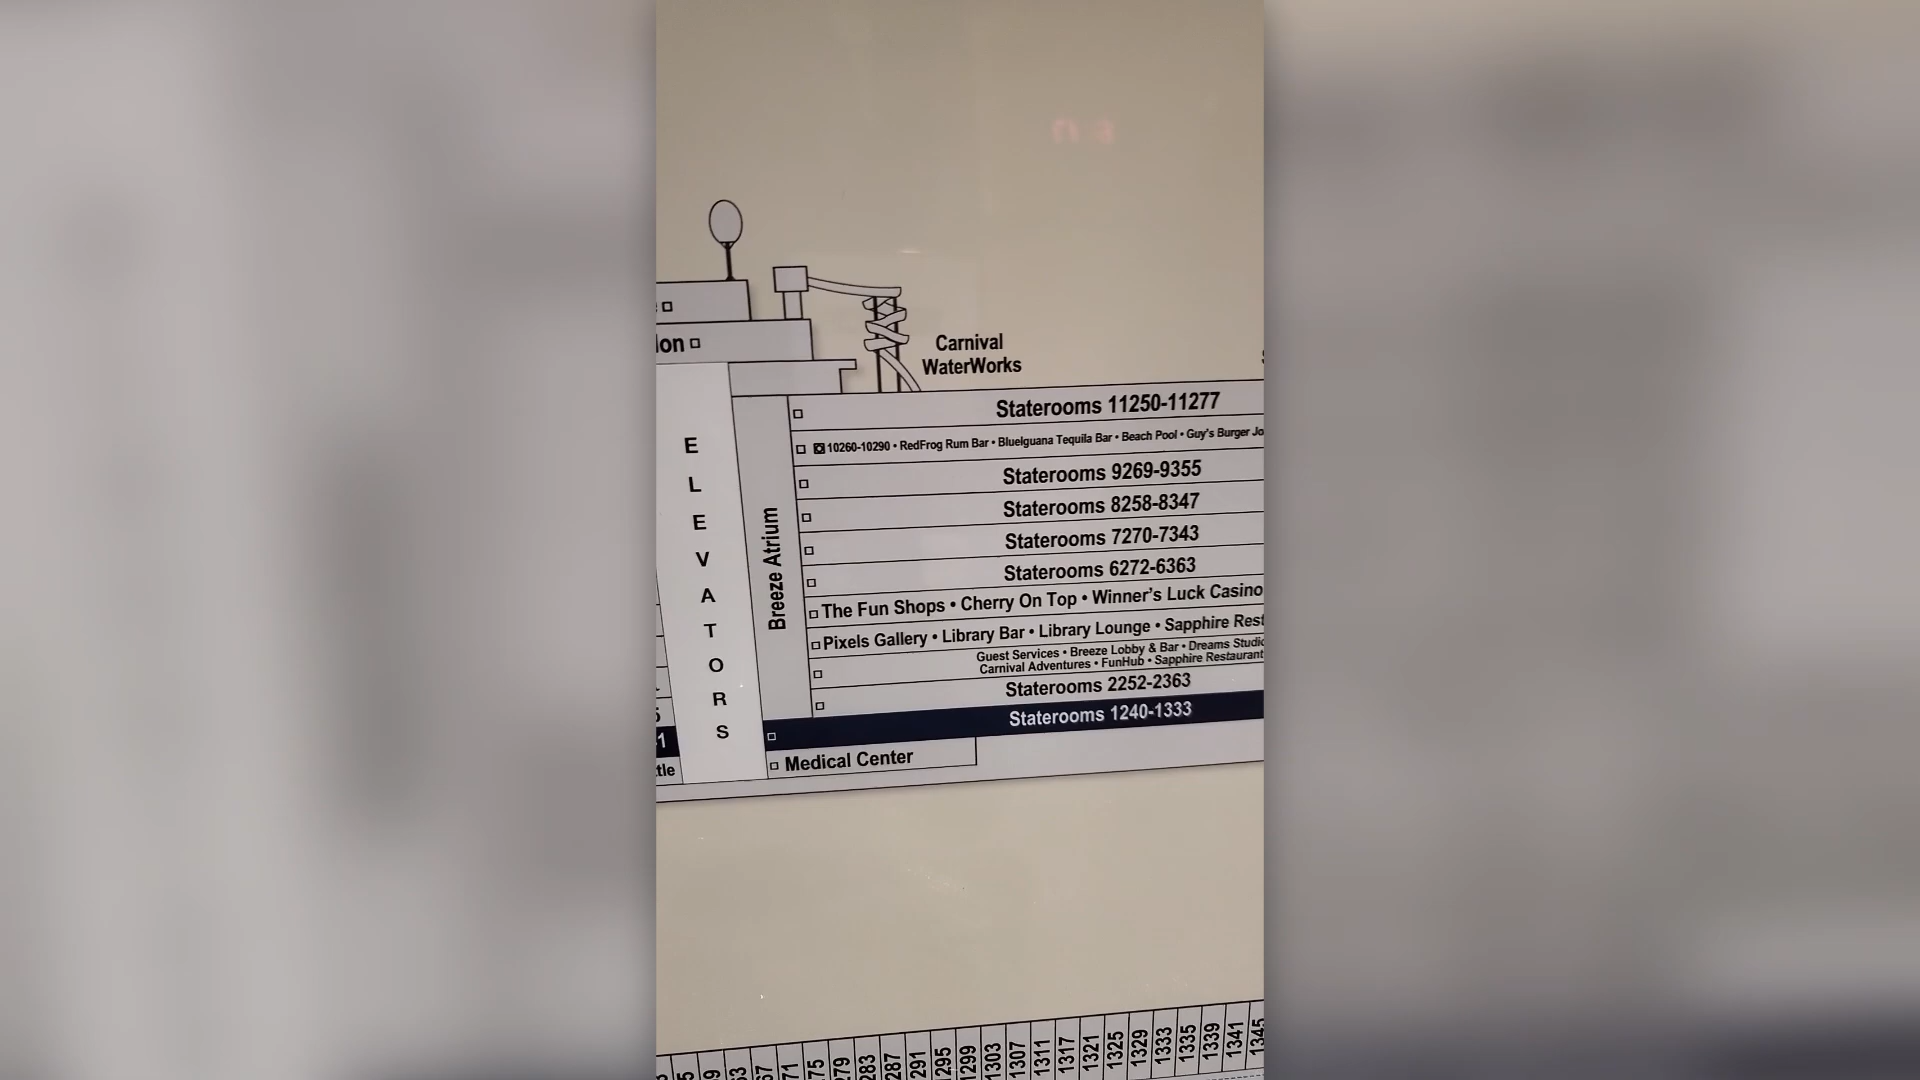 Carnival
WaterWorks
ion
ELEVATORS
Breeze Atrium
Staterooms 11250-11277
10260-10290 • RedFrog Rum Bar • BlueIguana Tequila Bar • Beach Pool • Guy's Burger Jo
Staterooms 9269-9355
Staterooms 8258-8347
Staterooms 7270-7343
Staterooms 6272-6363
The Fun Shops • Cherry On Top • Winner's Luck Casino
Pixels Gallery • Library Bar • Library Lounge • Sapphire Rest
Guest Services • Breeze Lobby & Bar • Dreams Studio
Carnival Adventures • FunHub • Sapphire Restaurant
Staterooms 2252-2363
Staterooms 1240-1333
Medical Center
tle
283 287 291 1295 1299 1303 1307 1311 1317 1321 1325 1329 1333 1335 1339 1341 1345